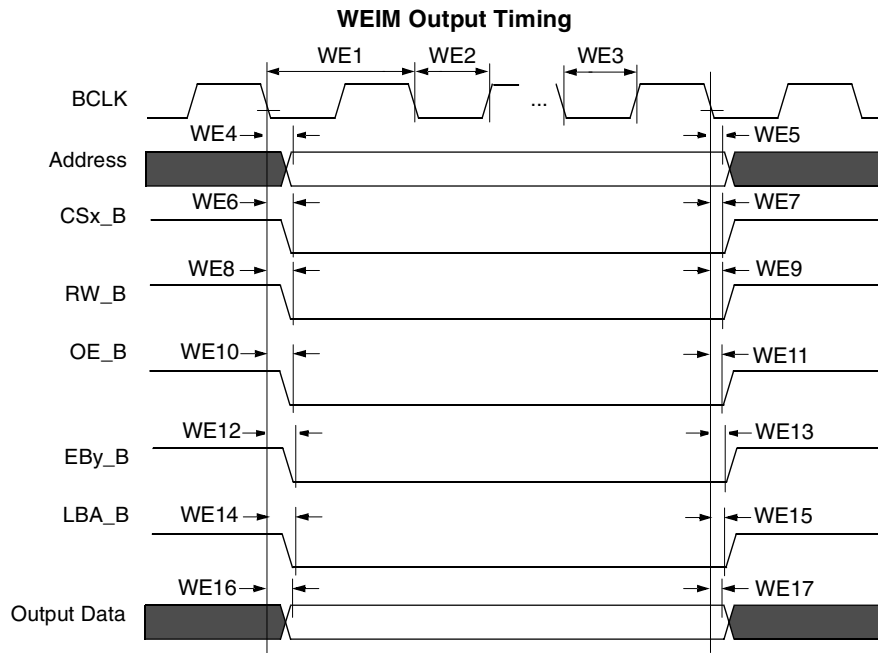 WEIM Output Timing
WE1 WE2 WE3
BCLK ...
WE4 WE5
Address
WE6 WE7
CSx_B
WE8 WE9
RW_B
WE10 WE11
OE_B
WE12 WE13
EBy_B
WE14 WE15
LBA_B
WE16 WE17
Output Data